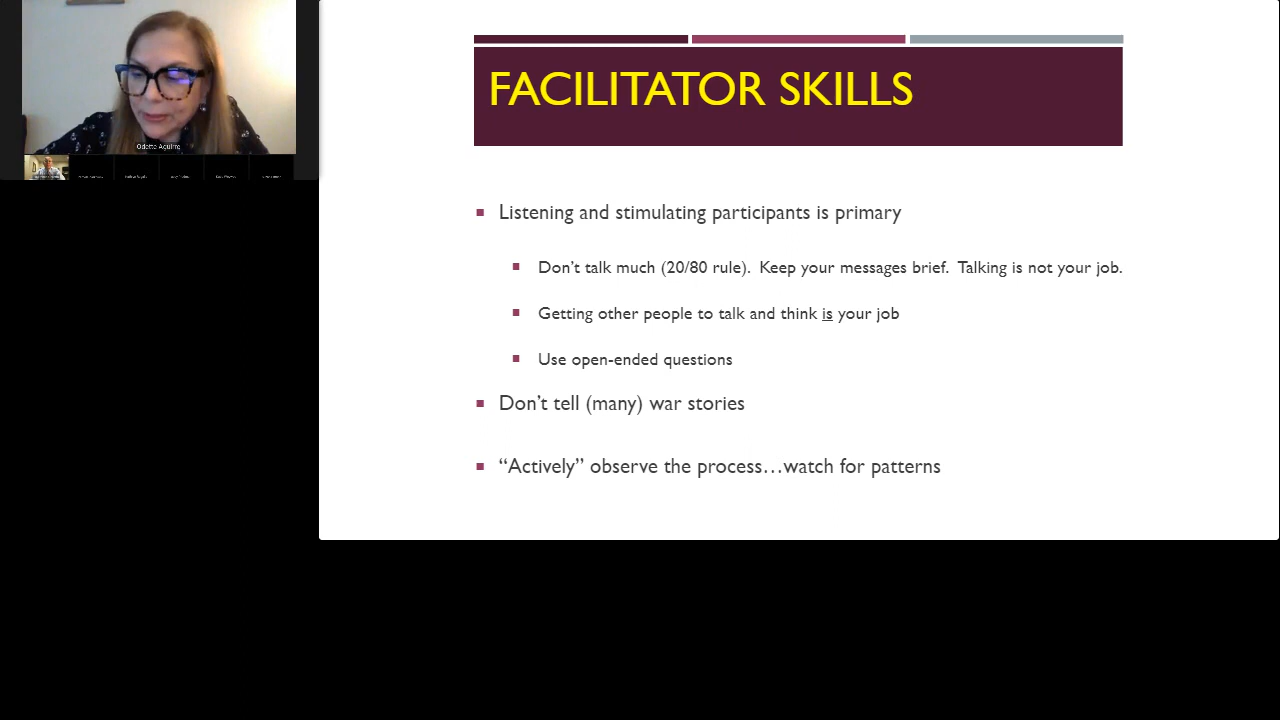 Odette Aguirre
FACILITATOR SKILLS
Listening and stimulating participants is primary
Don’t talk much (20/80 rule).  Keep your messages brief.  Talking is not your job.
Getting other people to talk and think is your job
Use open-ended questions
Don’t tell (many) war stories
“Actively” observe the process…watch for patterns